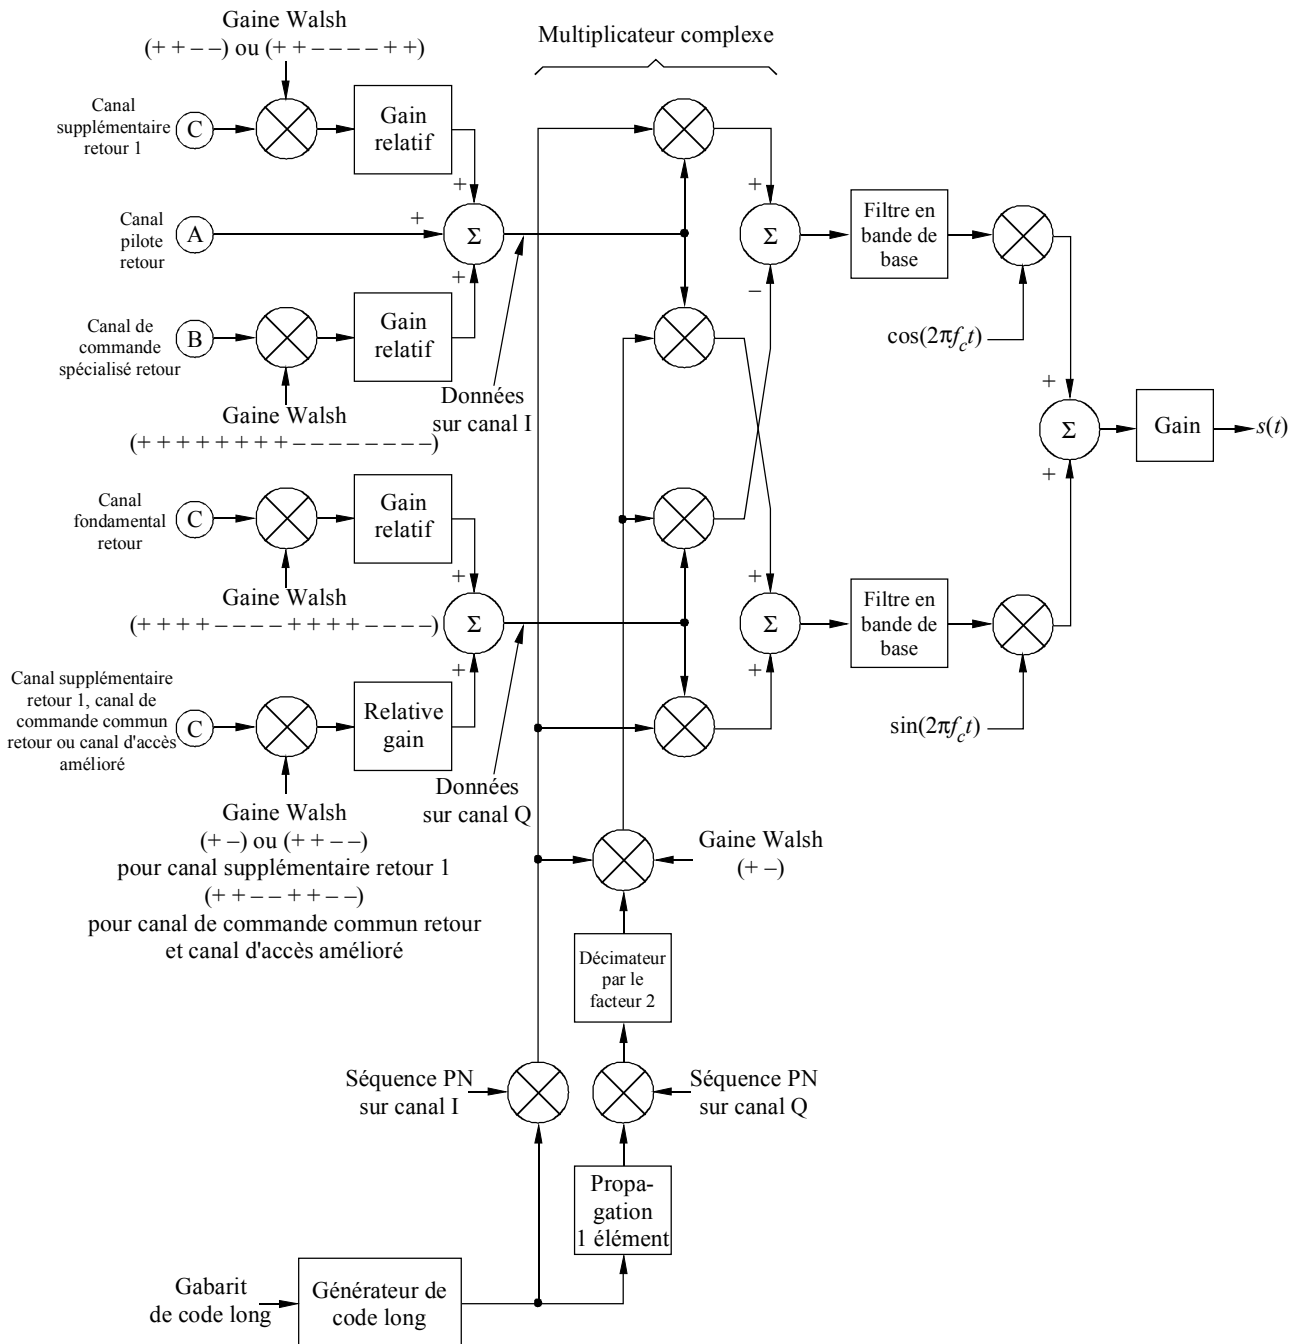 Gaine Walsh
(+ + – –) ou (+ + – – – – + +)
Multiplicateur complexe
Canal
supplémentaire
retour 1
C
Gain
relatif
+
+
Canal
pilote
retour
A
+
Σ
Σ
Filtre en
bande de
base
+
–
Canal de
commande
spécialisé retour
B
Gain
relatif
cos(2πf_c t)
Données
sur canal I
Gaine Walsh
(+ + + + + + + + – – – – – – – –)
+
Σ
Gain
s(t)
+
Canal
fondamental
retour
C
Gain
relatif
+
+
Gaine Walsh
(+ + + + – – – – + + + + – – – –)
Σ
Σ
Filtre en
bande de
base
+
+
Canal supplémentaire
retour 1, canal de
commande commun
retour ou canal d'accès
amélioré
C
Relative
gain
sin(2πf_c t)
Données
sur canal Q
Gaine Walsh
(+ –) ou (+ + – –)
pour canal supplémentaire retour 1
(+ + – – + + – –)
pour canal de commande commun retour
et canal d'accès amélioré
Gaine Walsh
(+ –)
Décimateur
par le
facteur 2
Séquence PN
sur canal I
Séquence PN
sur canal Q
Propa-
gation
1 élément
Gabarit
de code long
Générateur de
code long